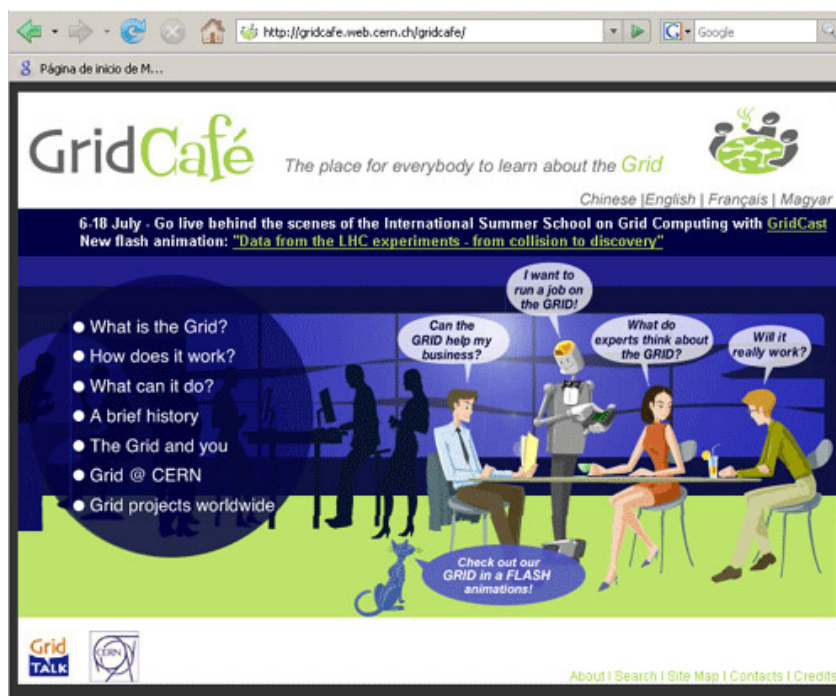 http://gridcafe.web.cern.ch/gridcafe/
G Google
Página de inicio de M...
GridCafé
The place for everybody to learn about the Grid
Chinese |English | Français | Magyar
6-18 July - Go live behind the scenes of the International Summer School on Grid Computing with GridCast
New flash animation: "Data from the LHC experiments - from collision to discovery"
What is the Grid?
How does it work?
What can it do?
A brief history
The Grid and you
Grid @ CERN
Grid projects worldwide
Can the
GRID help my
business?
I want to
run a job on
the GRID!
What do
experts think about
the GRID?
Will it
really work?
Check out our
GRID in a FLASH
animations!
Grid
TALK
CERN
About | Search | Site Map | Contacts | Credits